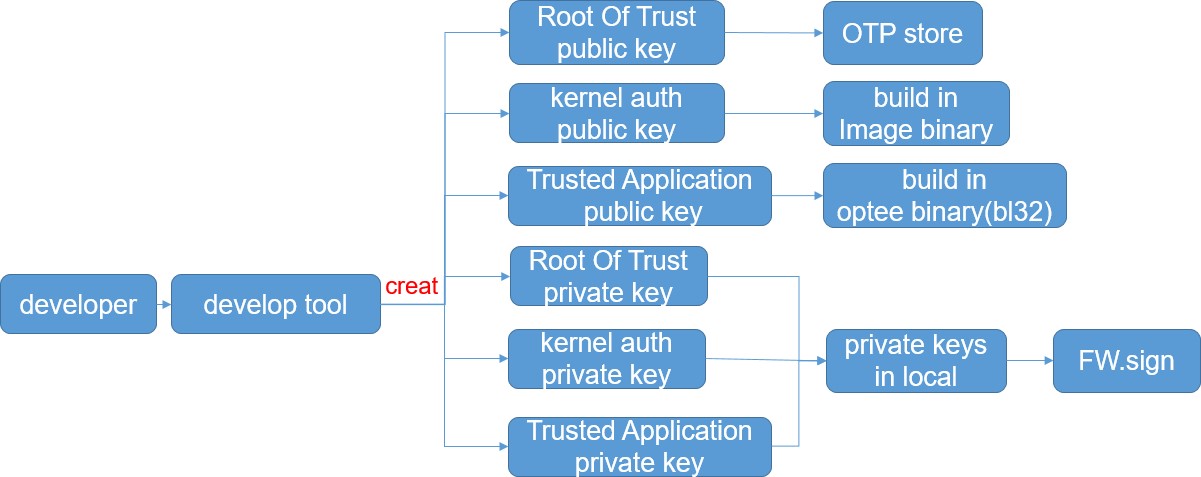 Root Of Trust
public key
OTP store
kernel auth
public key
build in
Image binary
Trusted Application
public key
build in
optee binary(bl32)
developer
develop tool
creat
Root Of Trust
private key
kernel auth
private key
Trusted Application
private key
private keys
in local
FW.sign